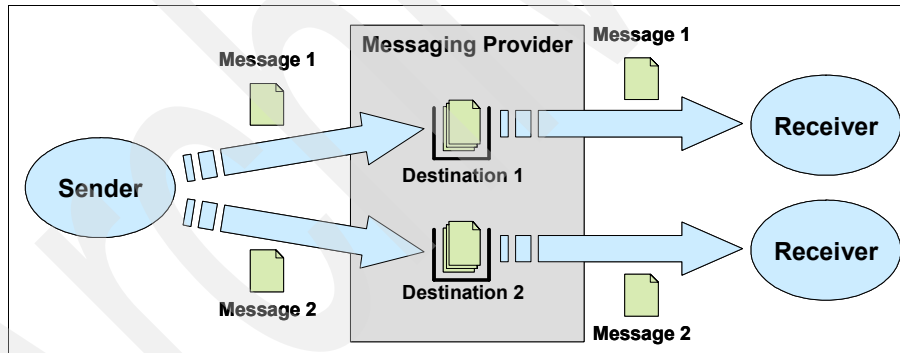 Messaging Provider
Message 1
Message 1
Destination 1
Receiver
Sender
Destination 2
Receiver
Message 2
Message 2